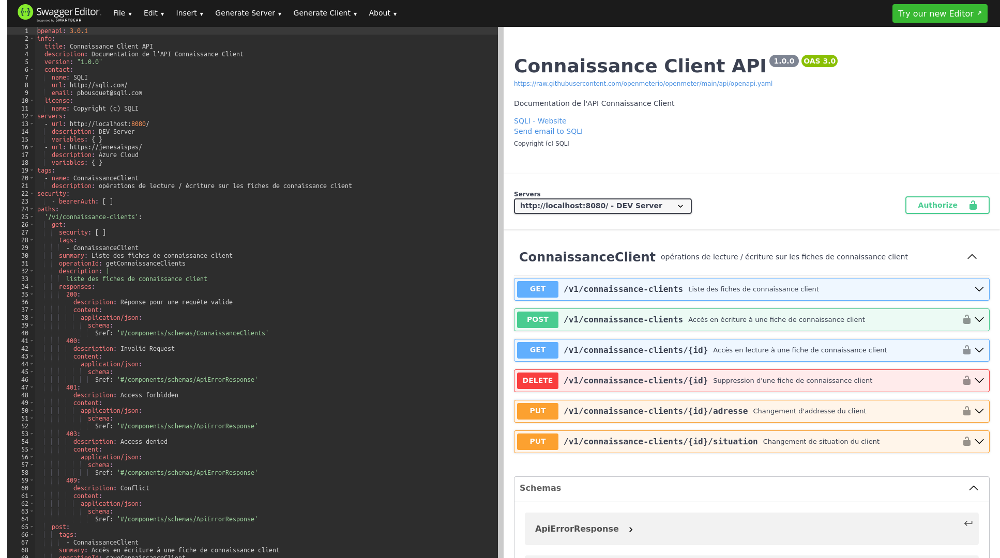 Swagger Editor.
Supported by SMARTBEAR
File ▾ Edit ▾ Insert ▾ Generate Server ▾ Generate Client ▾ About ▾
Try our new Editor ↗
1 openapi: 3.0.1
2 info:
3 title: Connaissance Client API
4 description: Documentation de l'API Connaissance Client
5 version: "1.0.0"
6 contact:
7 name: SQLI
8 url: http://sqli.com/
9 email: pbousquet@sqli.com
10 license:
11 name: Copyright (c) SQLI
12 servers:
13 - url: http://localhost:8080/
14 description: DEV Server
15 variables: { }
16 - url: https://jenesaispas/
17 description: Azure Cloud
18 variables: { }
19 tags:
20 - name: ConnaissanceClient
21 description: opérations de lecture / écriture sur les fiches de connaissance client
22 security:
23 - bearerAuth: [ ]
24 paths:
25 '/v1/connaissance-clients':
26 get:
27 security: [ ]
28 tags:
29 - ConnaissanceClient
30 summary: Liste des fiches de connaissance client
31 operationId: getConnaissanceClients
32 description: |
33 liste des fiches de connaissance client
34 responses:
35 200:
36 description: Réponse pour une requête valide
37 content:
38 application/json:
39 schema:
40 $ref: '#/components/schemas/ConnaissanceClients'
41 400:
42 description: Invalid Request
43 content:
44 application/json:
45 schema:
46 $ref: '#/components/schemas/ApiErrorResponse'
47 401:
48 description: Access forbidden
49 content:
50 application/json:
51 schema:
52 $ref: '#/components/schemas/ApiErrorResponse'
53 403:
54 description: Access denied
55 content:
56 application/json:
57 schema:
58 $ref: '#/components/schemas/ApiErrorResponse'
59 409:
60 description: Conflict
61 content:
62 application/json:
63 schema:
64 $ref: '#/components/schemas/ApiErrorResponse'
65 post:
66 tags:
67 - ConnaissanceClient
68 summary: Accès en écriture à une fiche de connaissance client
69 operationId: saveConnaissanceClient
Connaissance Client API 1.0.0 OAS 3.0
https://raw.githubusercontent.com/openmeterio/openmeter/main/api/openapi.yaml
Documentation de l'API Connaissance Client
SQLI - Website
Send email to SQLI
Copyright (c) SQLI
Servers
http://localhost:8080/ - DEV Server
Authorize
ConnaissanceClient opérations de lecture / écriture sur les fiches de connaissance client
GET /v1/connaissance-clients Liste des fiches de connaissance client
POST /v1/connaissance-clients Accès en écriture à une fiche de connaissance client
GET /v1/connaissance-clients/{id} Accès en lecture à une fiche de connaissance client
DELETE /v1/connaissance-clients/{id} Suppression d'une fiche de connaissance client
PUT /v1/connaissance-clients/{id}/adresse Changement d'addresse du client
PUT /v1/connaissance-clients/{id}/situation Changement de situation du client
Schemas
ApiErrorResponse